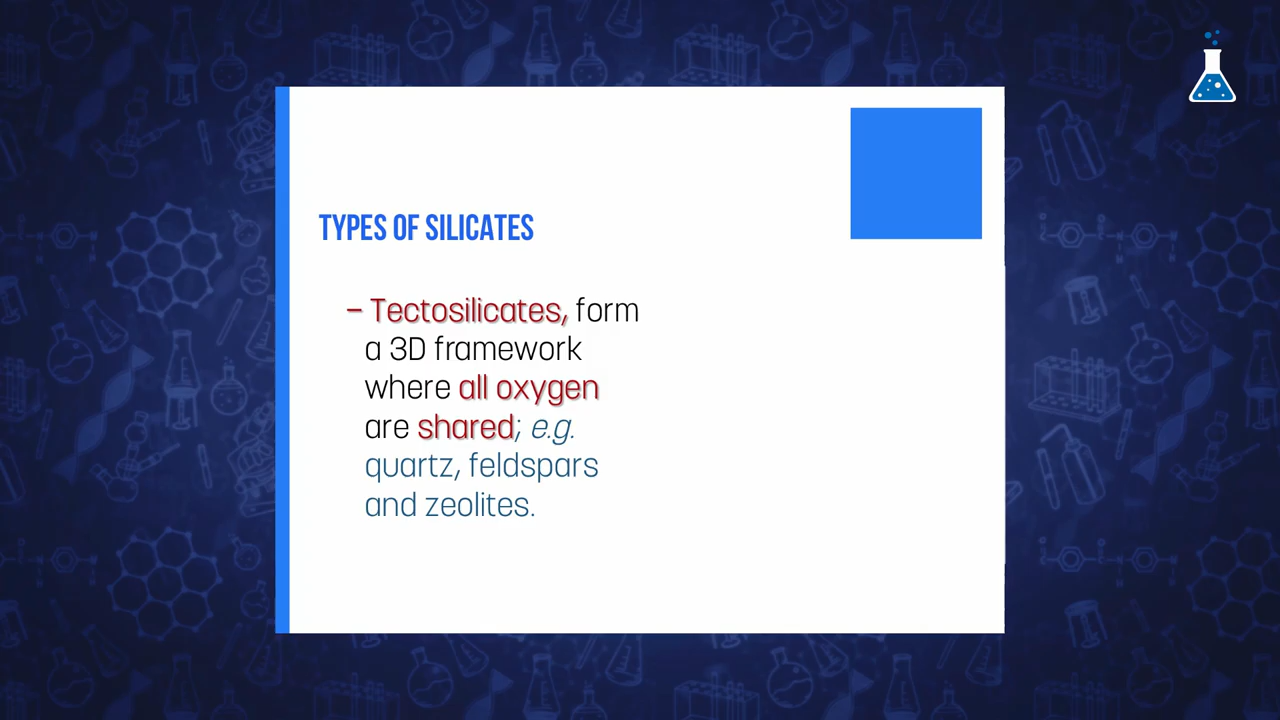 TYPES OF SILICATES
– Tectosilicates, form
a 3D framework
where all oxygen
are shared; e.g.
quartz, feldspars
and zeolites.